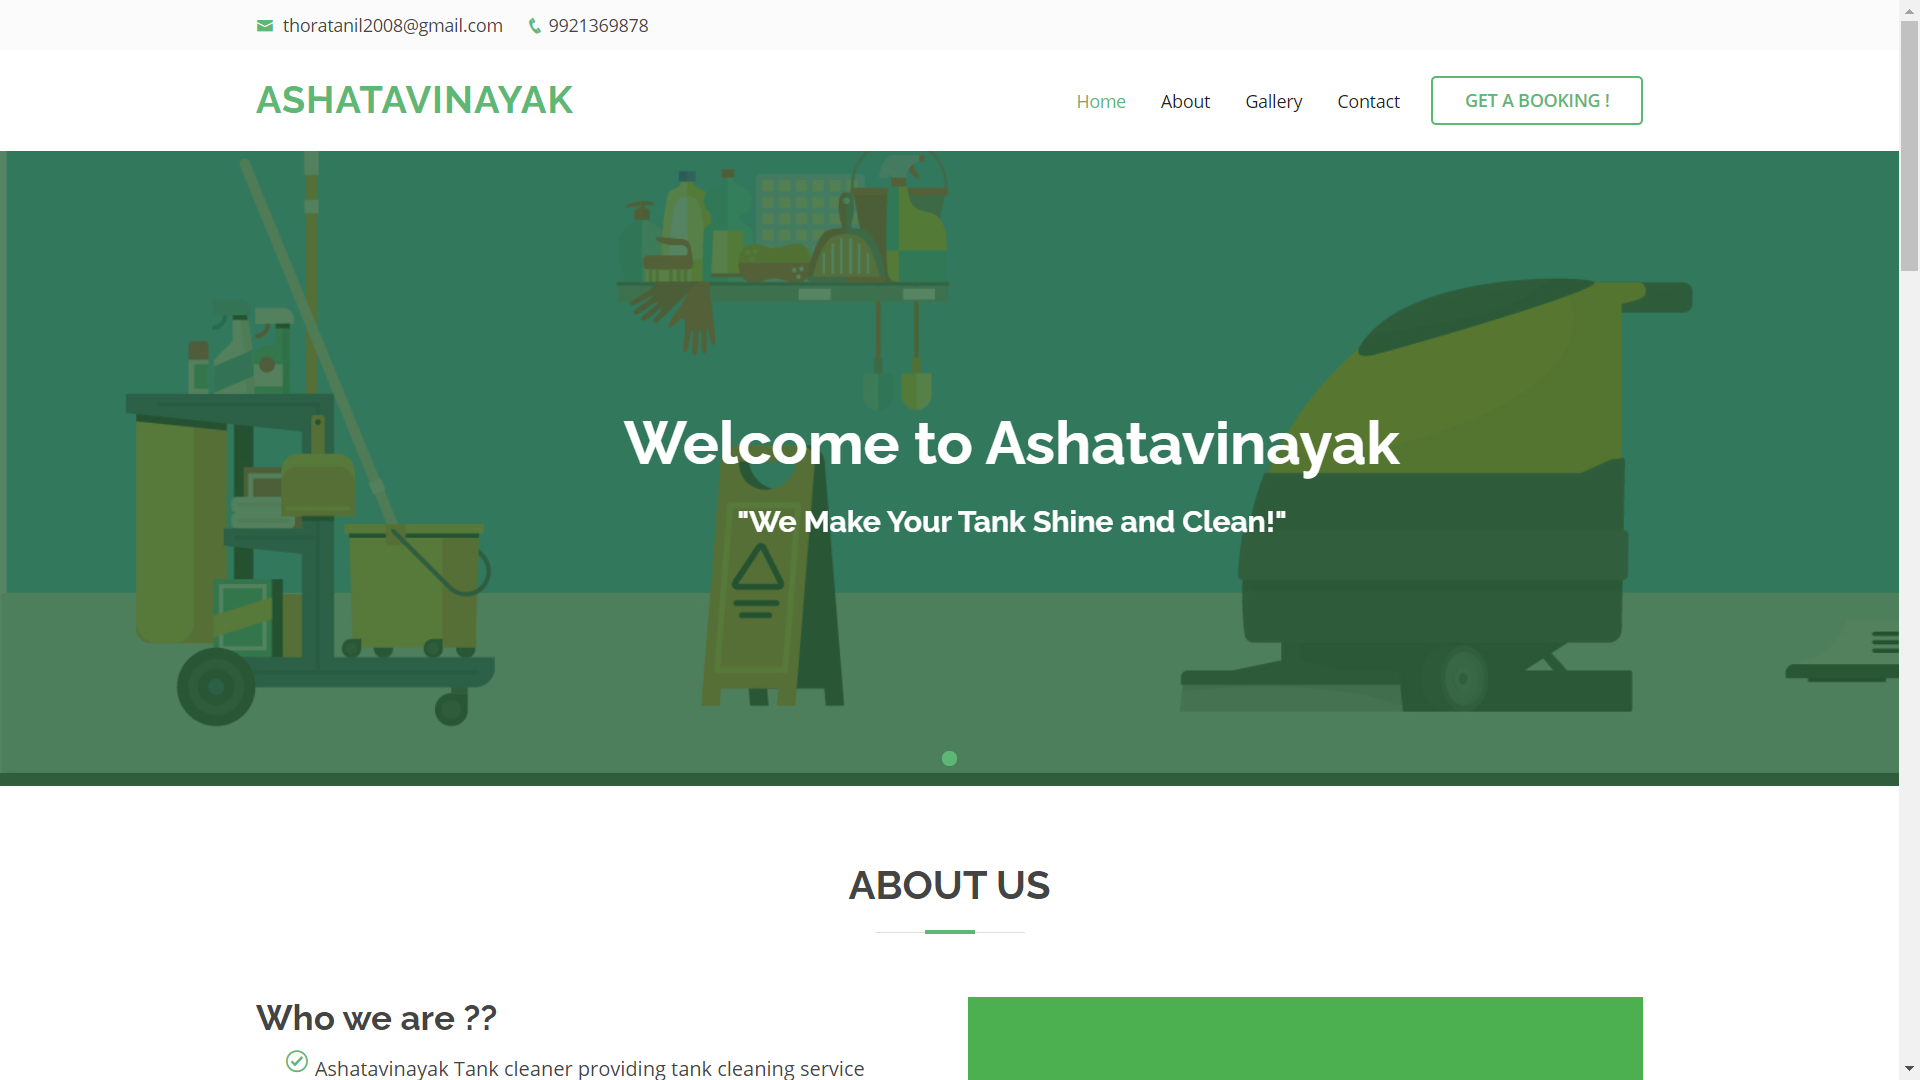 thoratanil2008@gmail.com 9921369878
ASHATAVINAYAK
Home About Gallery Contact GET A BOOKING !
Welcome to Ashatavinayak
"We Make Your Tank Shine and Clean!"
ABOUT US
Who we are ??
Ashatavinayak Tank cleaner providing tank cleaning service